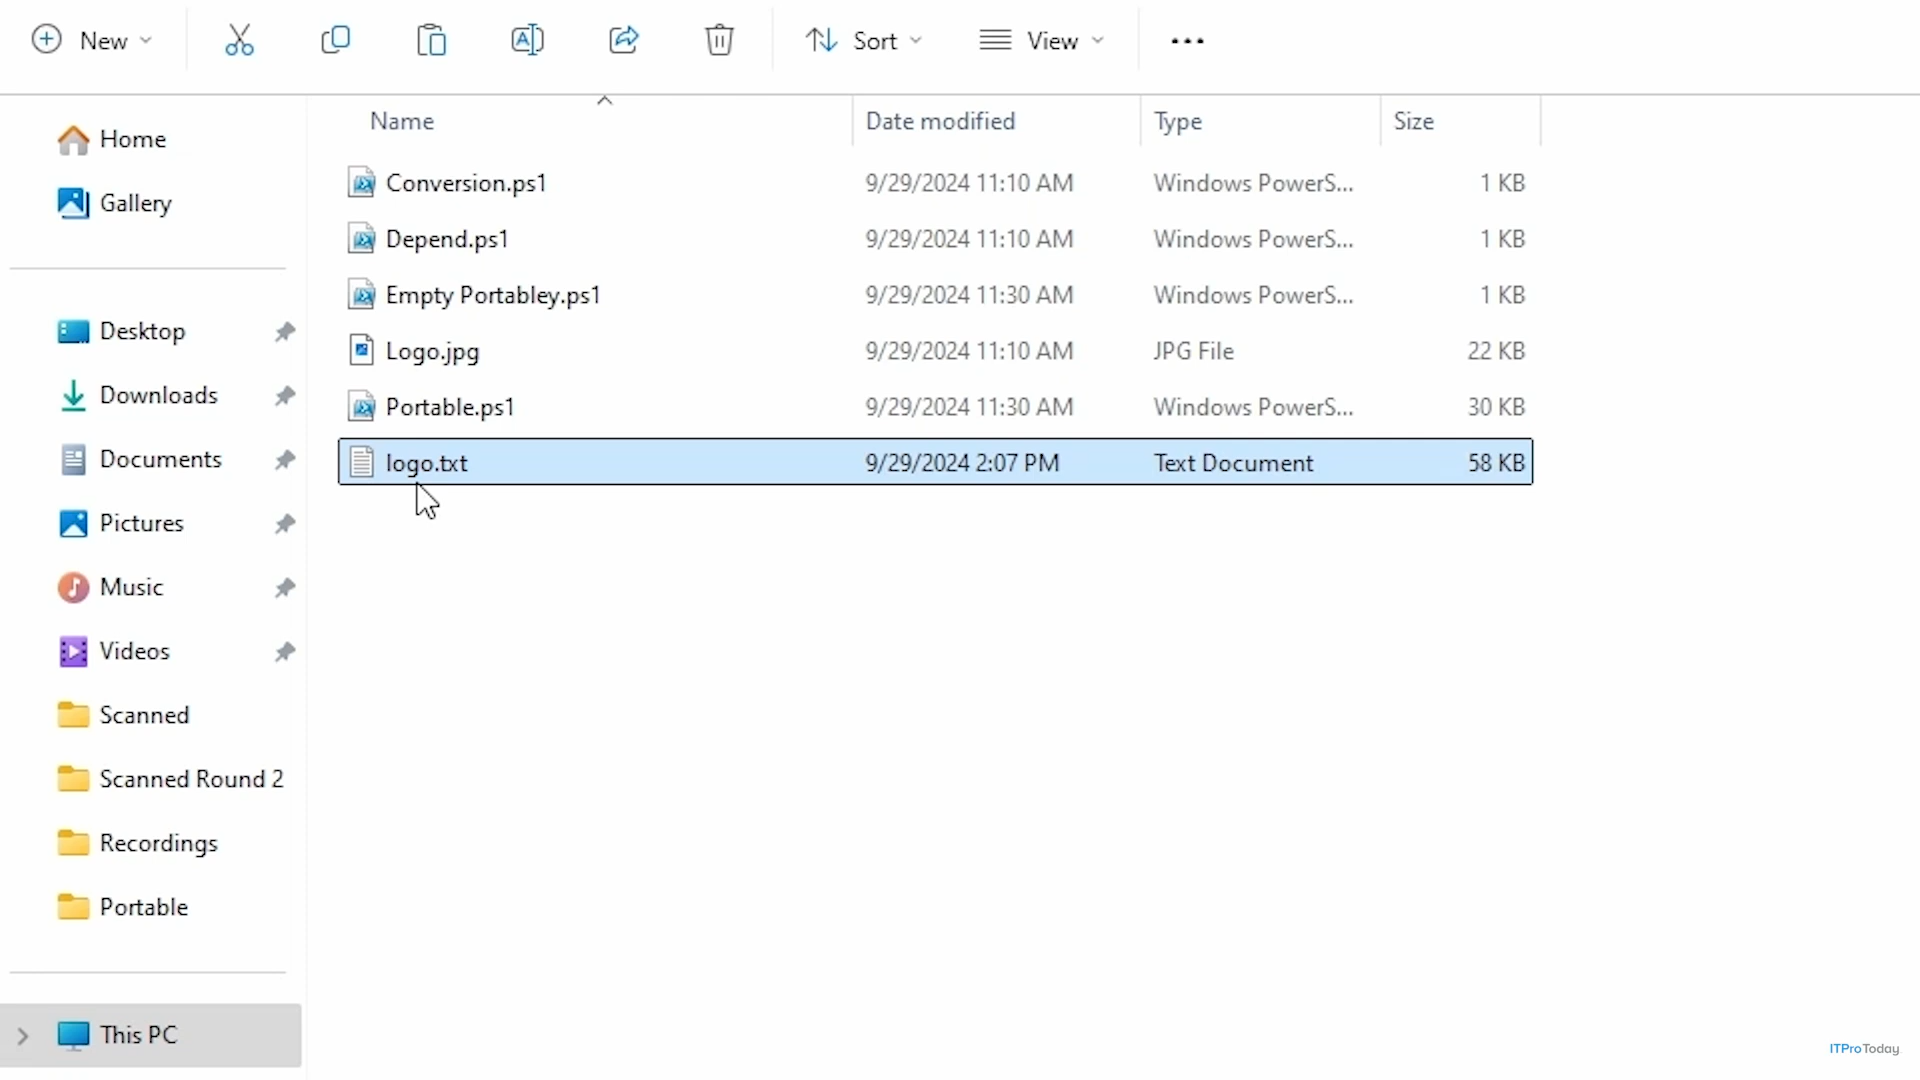 New Sort View
Name Date modified Type Size
Home
Gallery
Desktop
Downloads
Documents
Pictures
Music
Videos
Scanned
Scanned Round 2
Recordings
Portable
This PC
Conversion.ps1 9/29/2024 11:10 AM Windows PowerS... 1 KB
Depend.ps1 9/29/2024 11:10 AM Windows PowerS... 1 KB
Empty Portabley.ps1 9/29/2024 11:30 AM Windows PowerS... 1 KB
Logo.jpg 9/29/2024 11:10 AM JPG File 22 KB
Portable.ps1 9/29/2024 11:30 AM Windows PowerS... 30 KB
logo.txt 9/29/2024 2:07 PM Text Document 58 KB
ITProToday